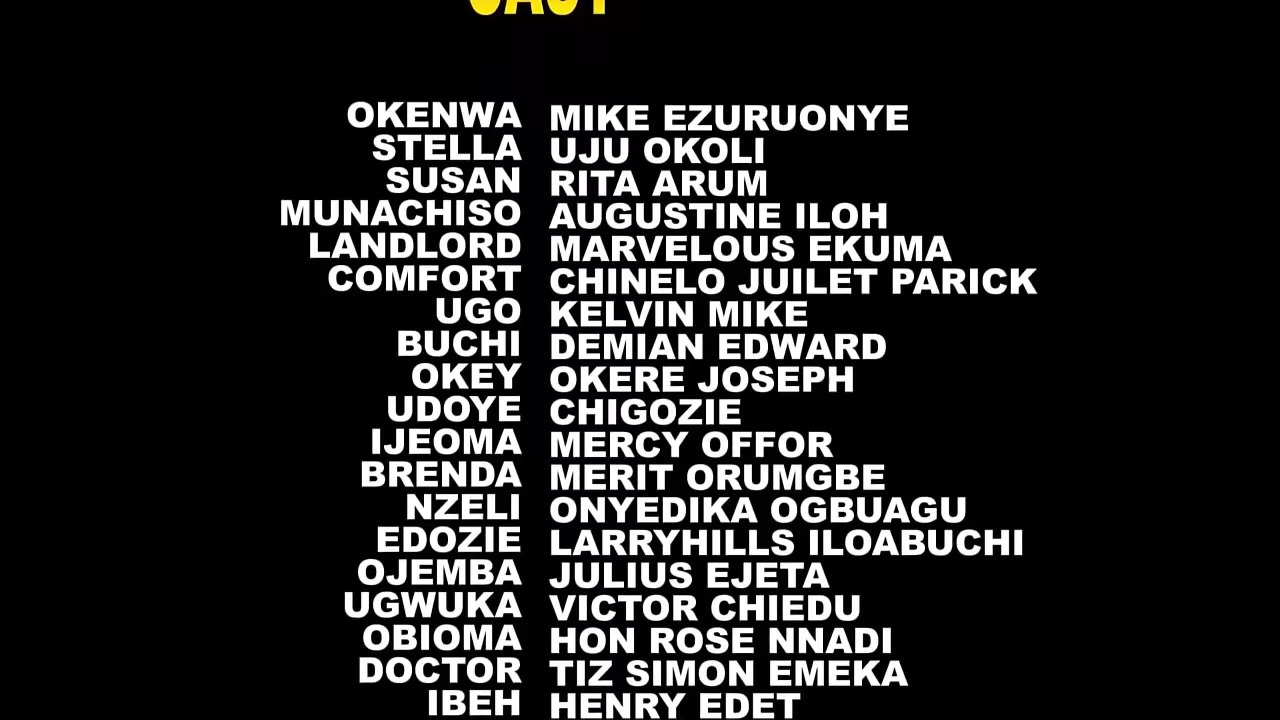 CAST
OKENWA MIKE EZURUONYE
STELLA UJU OKOLI
SUSAN RITA ARUM
MUNACHISO AUGUSTINE ILOH
LANDLORD MARVELOUS EKUMA
COMFORT CHINELO JUILET PARICK
UGO KELVIN MIKE
BUCHI DEMIAN EDWARD
OKEY OKERE JOSEPH
UDOYE CHIGOZIE
IJEOMA MERCY OFFOR
BRENDA MERIT ORUMGBE
NZELI ONYEDIKA OGBUAGU
EDOZIE LARRYHILLS ILOABUCHI
OJEMBA JULIUS EJETA
UGWUKA VICTOR CHIEDU
OBIOMA HON ROSE NNADI
DOCTOR TIZ SIMON EMEKA
IBEH HENRY EDET